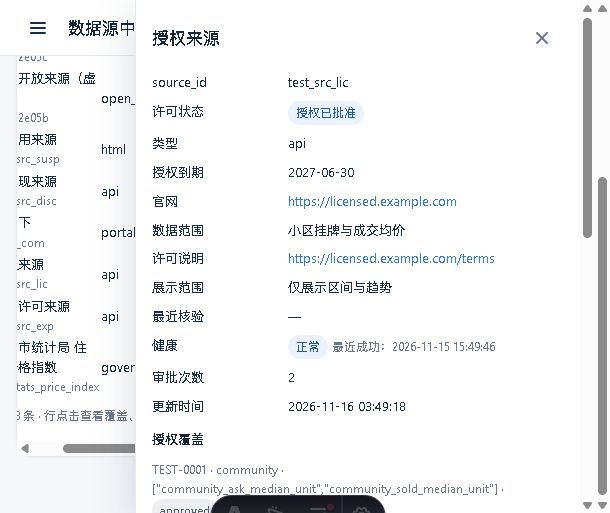 数据源中
授权来源
2e05c
开放来源（虚
open_
2e05b
用来源
src_susp
html
现来源
src_disc
api
下
_com
portal
来源
src_lic
api
许可来源
src_exp
api
市统计局 住
格指数
gover
tats_price_index
3 条 · 行点击查看覆盖、
source_id test_src_lic
许可状态 授权已批准
类型 api
授权到期 2027-06-30
官网 https://licensed.example.com
数据范围 小区挂牌与成交均价
许可说明 https://licensed.example.com/terms
展示范围 仅展示区间与趋势
最近核验 —
健康 正常 最近成功：2026-11-15 15:49:46
审批次数 2
更新时间 2026-11-16 03:49:18
授权覆盖
TEST-0001 · community ·
["community_ask_median_unit","community_sold_median_unit"] ·
approved